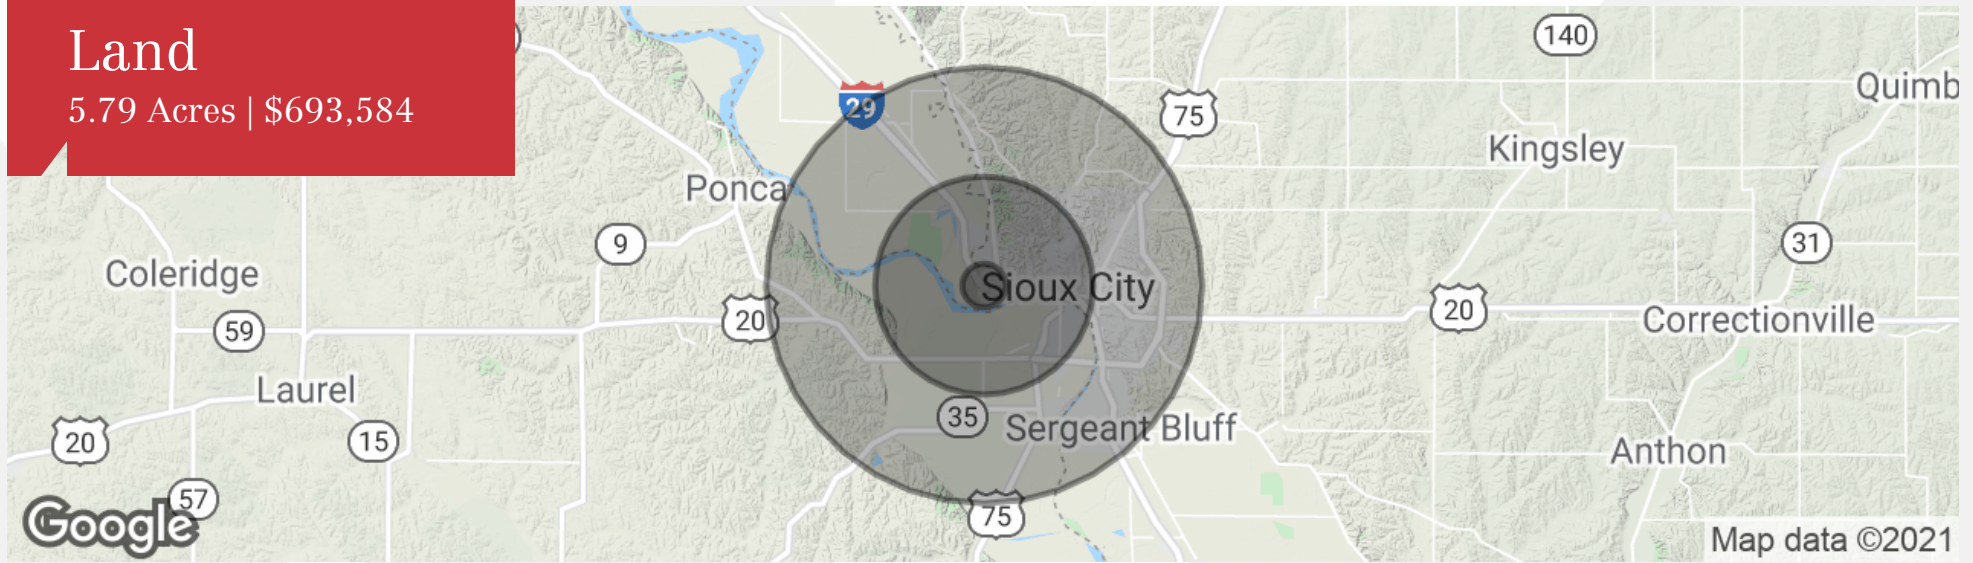 Land
5.79 Acres | $693,584
140
29
Quimb
75
Kingsley
Ponca
9
31
Coleridge
Sioux City
20
20
59
Correctionville
Laurel
35
Sergeant Bluff
20
15
Anthon
57
75
Google
Map data ©2021